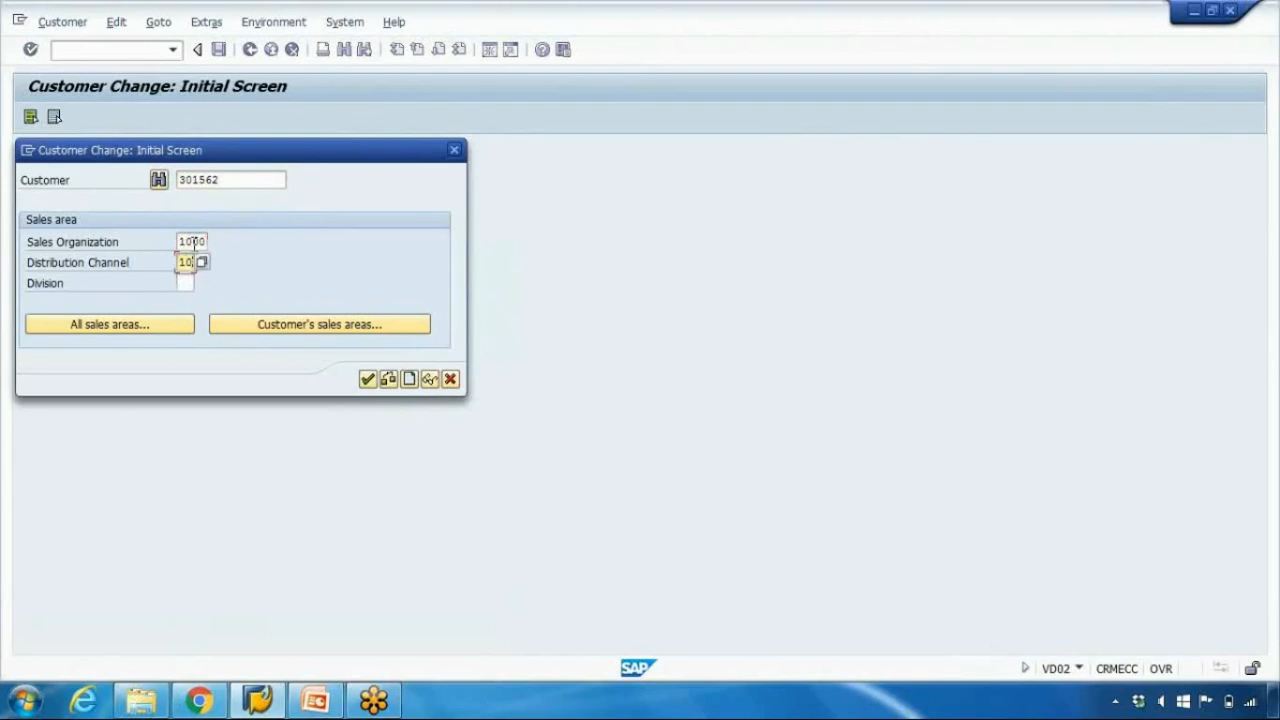 Customer Edit Goto Extras Environment System Help
Customer Change: Initial Screen
Customer Change: Initial Screen
Customer 301562
Sales area
Sales Organization 1000
Distribution Channel 10
Division
All sales areas... Customer's sales areas...
SAP VD02 CRMECC OVR